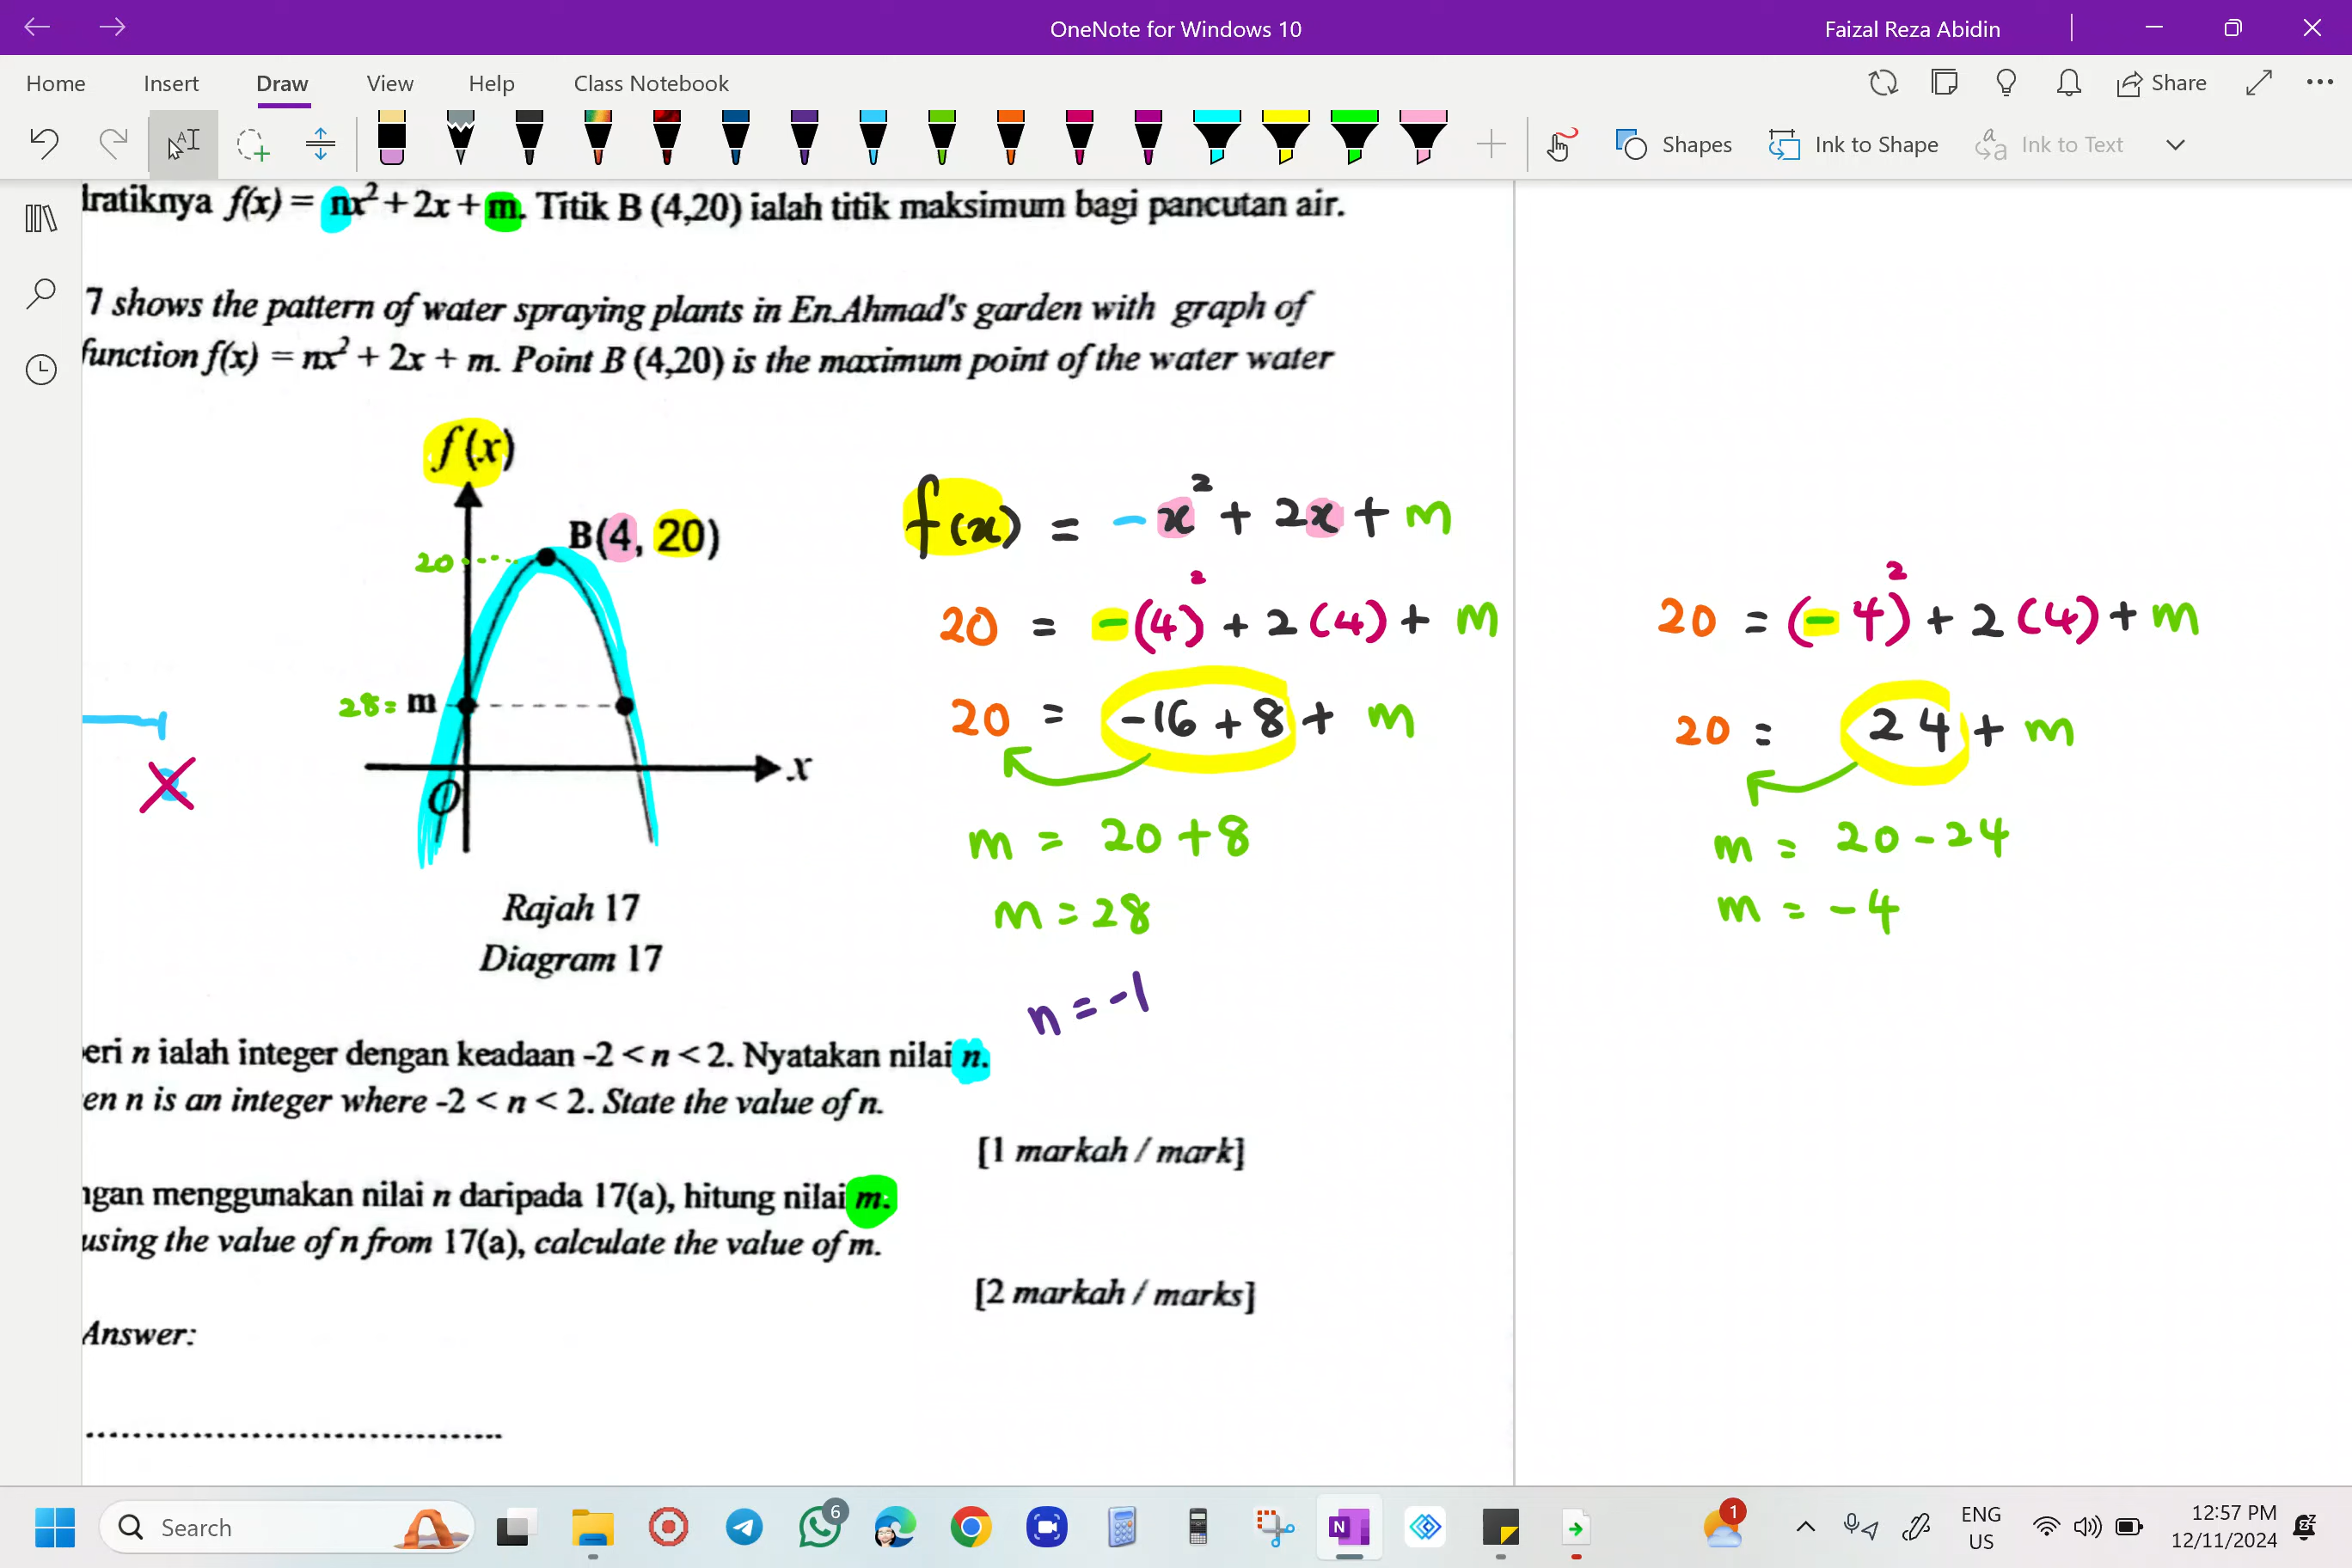 OneNote for Windows 10
Faizal Reza Abidin
Home Insert Draw View Help Class Notebook
Share
Shapes Ink to Shape Ink to Text
dratiknya f(x) = nx² + 2x + m. Titik B (4,20) ialah titik maksimum bagi pancutan air.
7 shows the pattern of water spraying plants in En.Ahmad's garden with graph of
function f(x) = nx² + 2x + m. Point B (4,20) is the maximum point of the water water
f(x)
B(4, 20)
20
28 = m
O
x
Rajah 17
Diagram 17
f(x) = -x² + 2x + m
20 = -(4)² + 2(4) + m
20 = -16 + 8 + m
m = 20 + 8
m = 28
n = -1
20 = (-4)² + 2(4) + m
20 = 24 + m
m = 20 - 24
m = -4
eri n ialah integer dengan keadaan -2 < n < 2. Nyatakan nilai n.
en n is an integer where -2 < n < 2. State the value of n.
[1 markah / mark]
ngan menggunakan nilai n daripada 17(a), hitung nilai m.
using the value of n from 17(a), calculate the value of m.
[2 markah / marks]
Answer:
Search
6
1
ENG
US
12:57 PM
12/11/2024